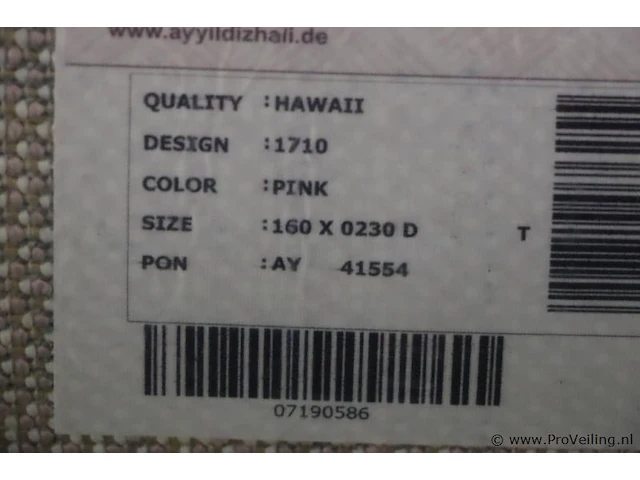 www.ayyildizhali.de
QUALITY :HAWAII
DESIGN :1710
COLOR :PINK
SIZE :160 X 0230 D
T
PON :AY 41554
07190586
© www.ProVeiling.nl